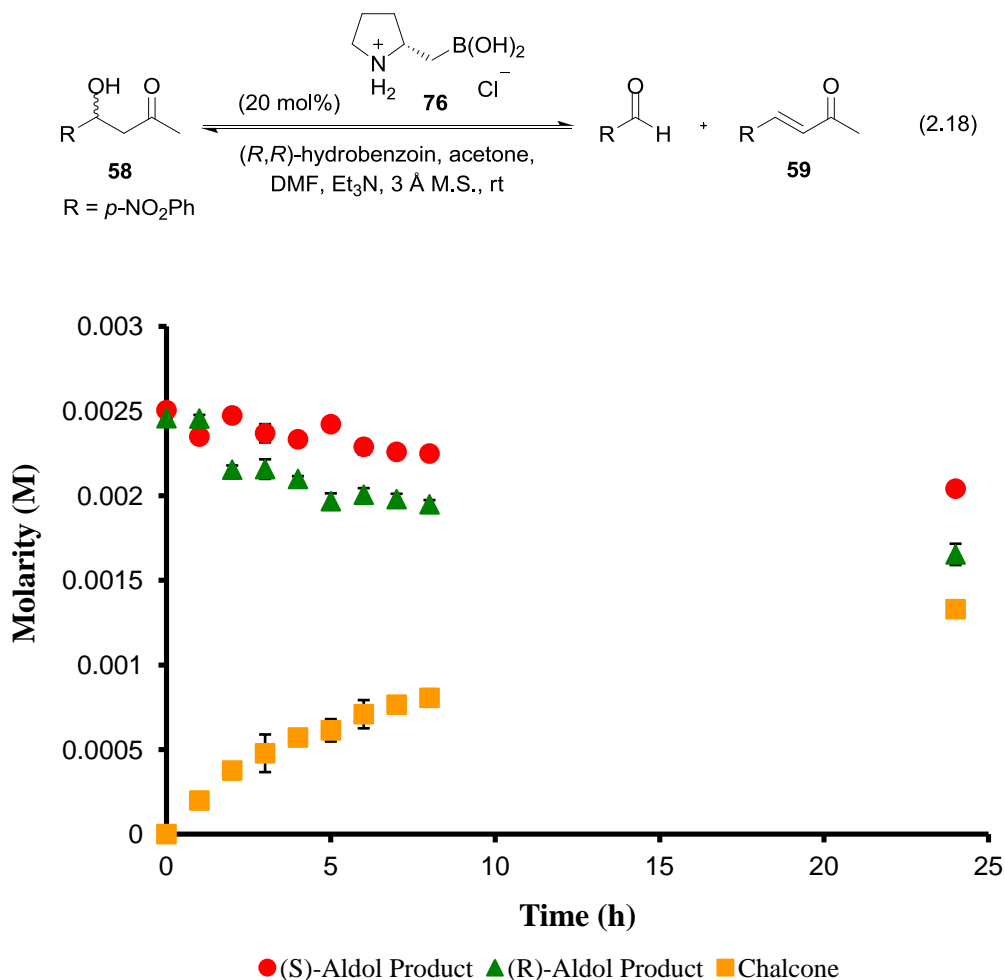 B(OH)2
N
H2
+
Cl−
76
OH O
R
58
R = p-NO2Ph
(20 mol%)
(R,R)-hydrobenzoin, acetone,
DMF, Et3N, 3 Å M.S., rt
O
R H
+
O
R
59
(2.18)
0.003
0.0025
0.002
0.0015
0.001
0.0005
0
Molarity (M)
0 5 10 15 20 25
Time (h)
(S)-Aldol Product (R)-Aldol Product Chalcone